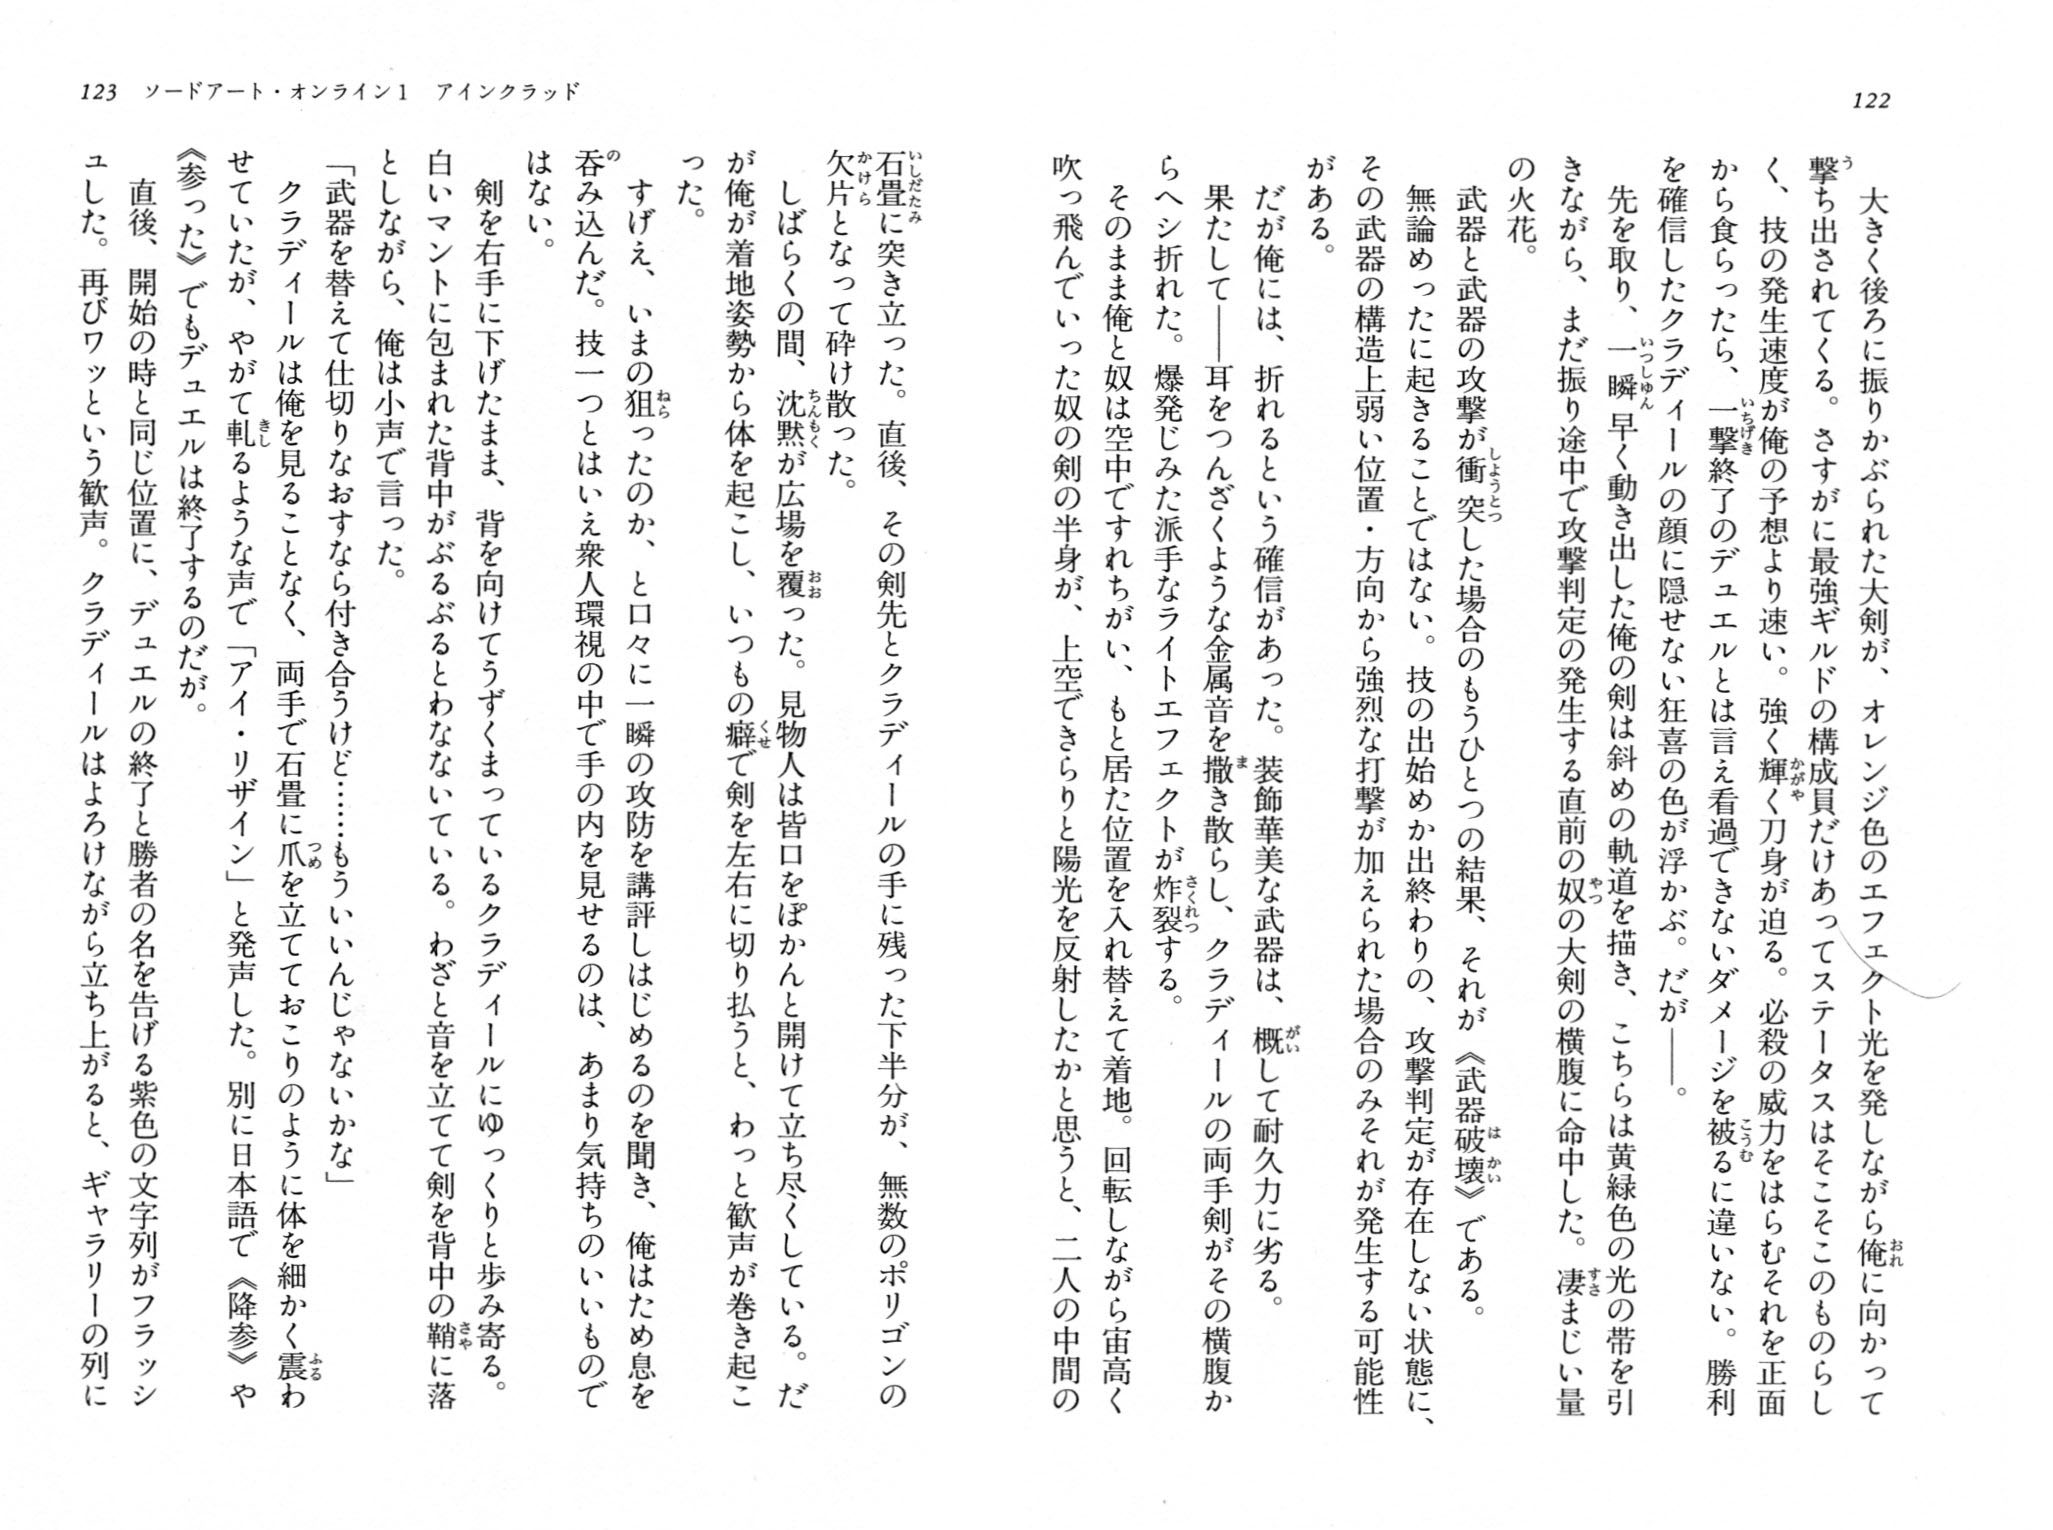 122
大きく後ろに振りかぶられた大剣が、オレンジ色のエフェクト光を発しながら俺に向かって
撃ち出されてくる。さすがに最強ギルドの構成員だけあってステータスはそこそこのものらし
く、技の発生速度が俺の予想より速い。強く輝く刀身が迫る。必殺の威力をはらむそれを正面
から食らったら、一撃終了のデュエルとは言え看過できないダメージを被るに違いない。勝利
を確信したクラディールの顔に隠せない狂喜の色が浮かぶ。だが――。
先を取り、一瞬早く動き出した俺の剣は斜めの軌道を描き、こちらは黄緑色の光の帯を引
きながら、まだ振り途中で攻撃判定の発生する直前の奴の大剣の横腹に命中した。凄まじい量
の火花。
武器と武器の攻撃が衝突した場合のもうひとつの結果、それが《武器破壊》である。
無論めったに起きることではない。技の出始めか出終わりの、攻撃判定が存在しない状態に、
その武器の構造上弱い位置・方向から強烈な打撃が加えられた場合のみそれが発生する可能性
がある。
だが俺には、折れるという確信があった。装飾華美な武器は、概して耐久力に劣る。
果たして――耳をつんざくような金属音を撒き散らし、クラディールの両手剣がその横腹か
らヘシ折れた。爆発じみた派手なライトエフェクトが炸裂する。
そのまま俺と奴は空中ですれちがい、もと居た位置を入れ替えて着地。回転しながら宙高く
吹っ飛んでいった奴の剣の半身が、上空できらりと陽光を反射したかと思うと、二人の中間の
123 ソードアート・オンライン1 アインクラッド
石畳に突き立った。直後、その剣先とクラディールの手に残った下半分が、無数のポリゴンの
欠片となって砕け散った。
しばらくの間、沈黙が広場を覆った。見物人は皆口をぽかんと開けて立ち尽くしている。だ
が俺が着地姿勢から体を起こし、いつもの癖で剣を左右に切り払うと、わっと歓声が巻き起こ
った。
すげえ、いまの狙ったのか、と口々に一瞬の攻防を講評しはじめるのを聞き、俺はため息を
呑み込んだ。技一つとはいえ衆人環視の中で手の内を見せるのは、あまり気持ちのいいもので
はない。
剣を右手に下げたまま、背を向けてうずくまっているクラディールにゆっくりと歩み寄る。
白いマントに包まれた背中がぶるぶるとわなないている。わざと音を立てて剣を背中の鞘に落
としながら、俺は小声で言った。
「武器を替えて仕切りなおすなら付き合うけど……もういいんじゃないかな」
クラディールは俺を見ることなく、両手で石畳に爪を立てておこりのように体を細かく震わ
せていたが、やがて軋るような声で「アイ・リザイン」と発声した。別に日本語で《降参》や
《参った》でもデュエルは終了するのだが。
直後、開始の時と同じ位置に、デュエルの終了と勝者の名を告げる紫色の文字列がフラッシ
ュした。再びワッという歓声。クラディールはよろけながら立ち上がると、ギャラリーの列に